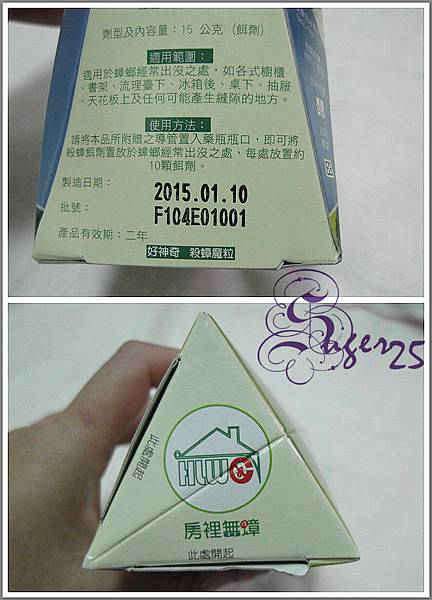 劑型及內容量：15 公克（餌劑）
適用範圍：
適用於蟑螂經常出沒之處，如各式櫥櫃
、書架、流理臺下、冰箱後、桌下、抽屜
、天花板上及任何可能產生縫隙的地方。
使用方法：
請將本品所附贈之導管置入藥瓶瓶口，即可將
殺蟑餌劑置放於蟑螂經常出沒之處，每處放置約
10顆餌劑。
製造日期：
2015.01.10
批號：
F104E01001
產品有效期：二年
好神奇 殺蟑魔粒
Sager25
此處開起
HLWC
房裡無蟑
此處開起